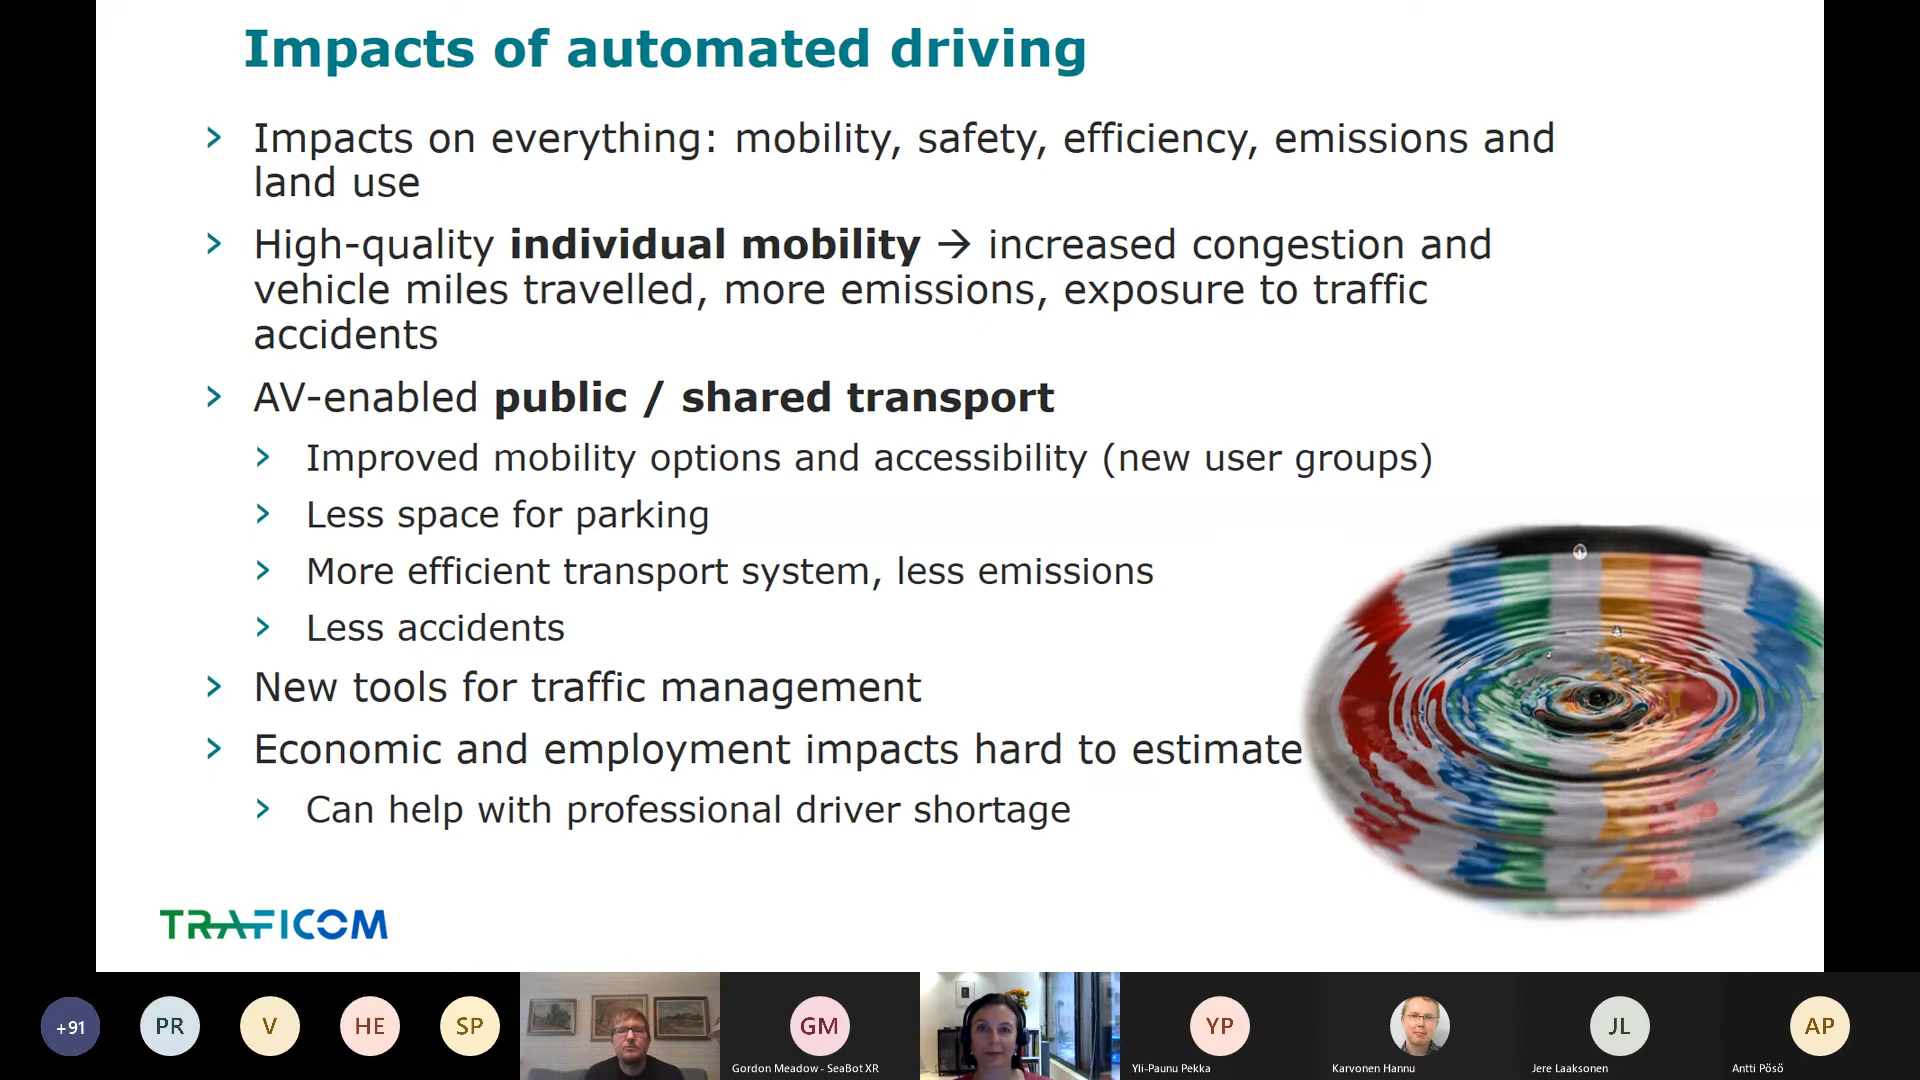 Impacts of automated driving
› Impacts on everything: mobility, safety, efficiency, emissions and
land use
› High-quality individual mobility → increased congestion and
vehicle miles travelled, more emissions, exposure to traffic
accidents
› AV-enabled public / shared transport
› Improved mobility options and accessibility (new user groups)
› Less space for parking
› More efficient transport system, less emissions
› Less accidents
› New tools for traffic management
› Economic and employment impacts hard to estimate
› Can help with professional driver shortage
TRAFICOM
+91
PR
V
HE
SP
GM
Gordon Meadow - SeaBot XR
YP
Yli-Paunu Pekka
Karvonen Hannu
JL
Jere Laaksonen
AP
Antti Pösö